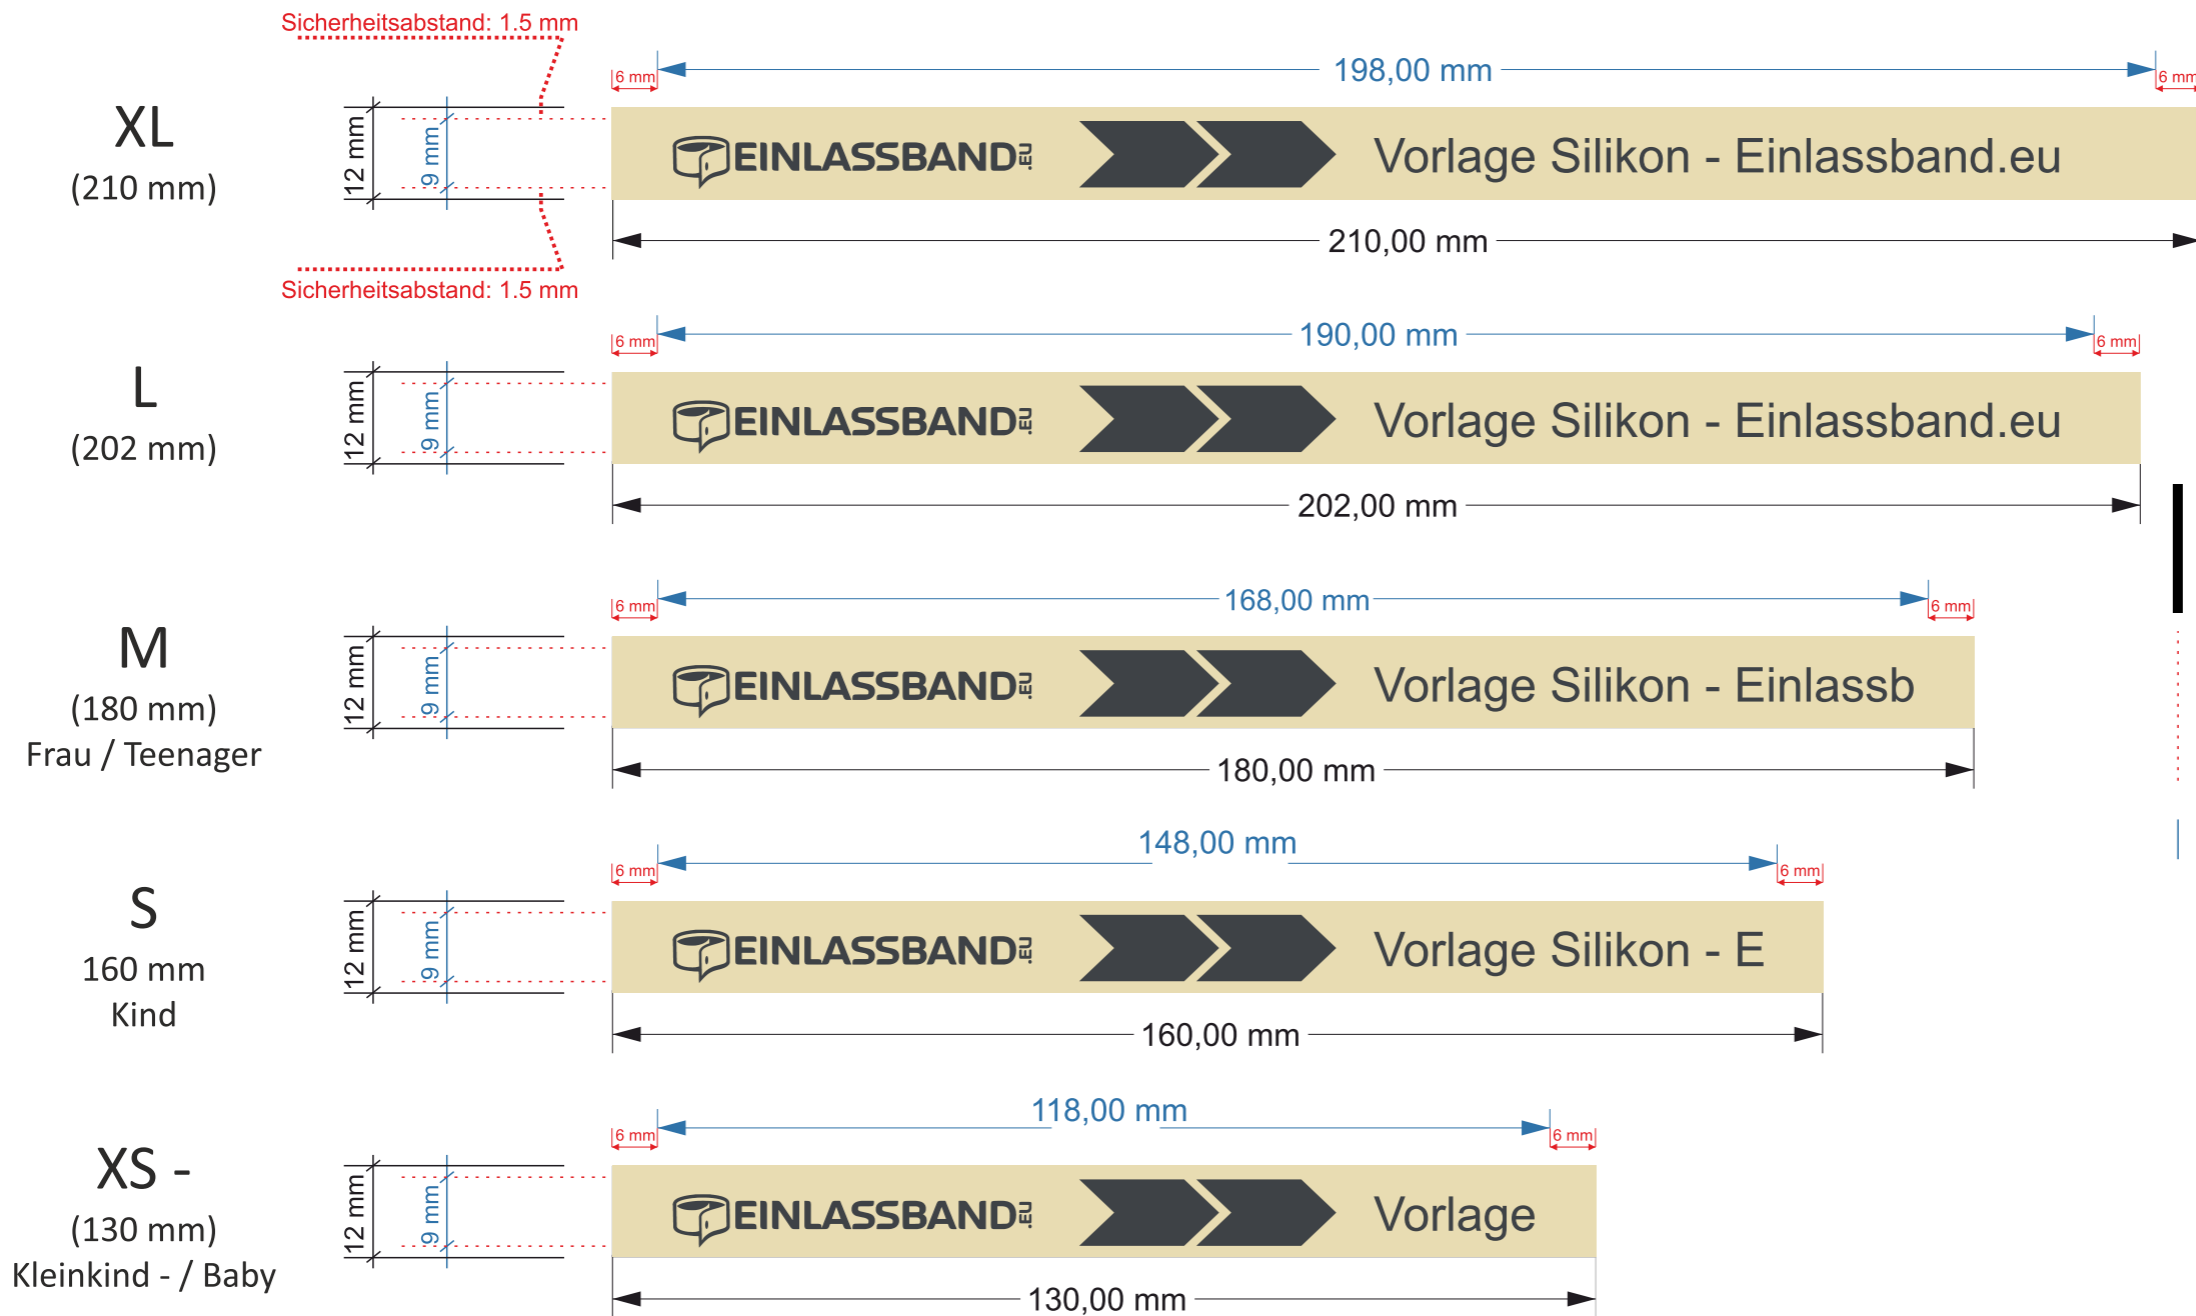 Sicherheitsabstand: 1.5 mm
6 mm
198,00 mm
6 mm
XL
(210 mm)
12 mm
9 mm
EINLASSBAND.EU
Vorlage Silikon - Einlassband.eu
210,00 mm
Sicherheitsabstand: 1.5 mm
6 mm
190,00 mm
6 mm
L
(202 mm)
12 mm
9 mm
EINLASSBAND.EU
Vorlage Silikon - Einlassband.eu
202,00 mm
6 mm
168,00 mm
6 mm
M
(180 mm)
Frau / Teenager
12 mm
9 mm
EINLASSBAND.EU
Vorlage Silikon - Einlassb
180,00 mm
6 mm
148,00 mm
6 mm
S
160 mm
Kind
12 mm
9 mm
EINLASSBAND.EU
Vorlage Silikon - E
160,00 mm
6 mm
118,00 mm
6 mm
XS -
(130 mm)
Kleinkind - / Baby
12 mm
9 mm
EINLASSBAND.EU
Vorlage
130,00 mm